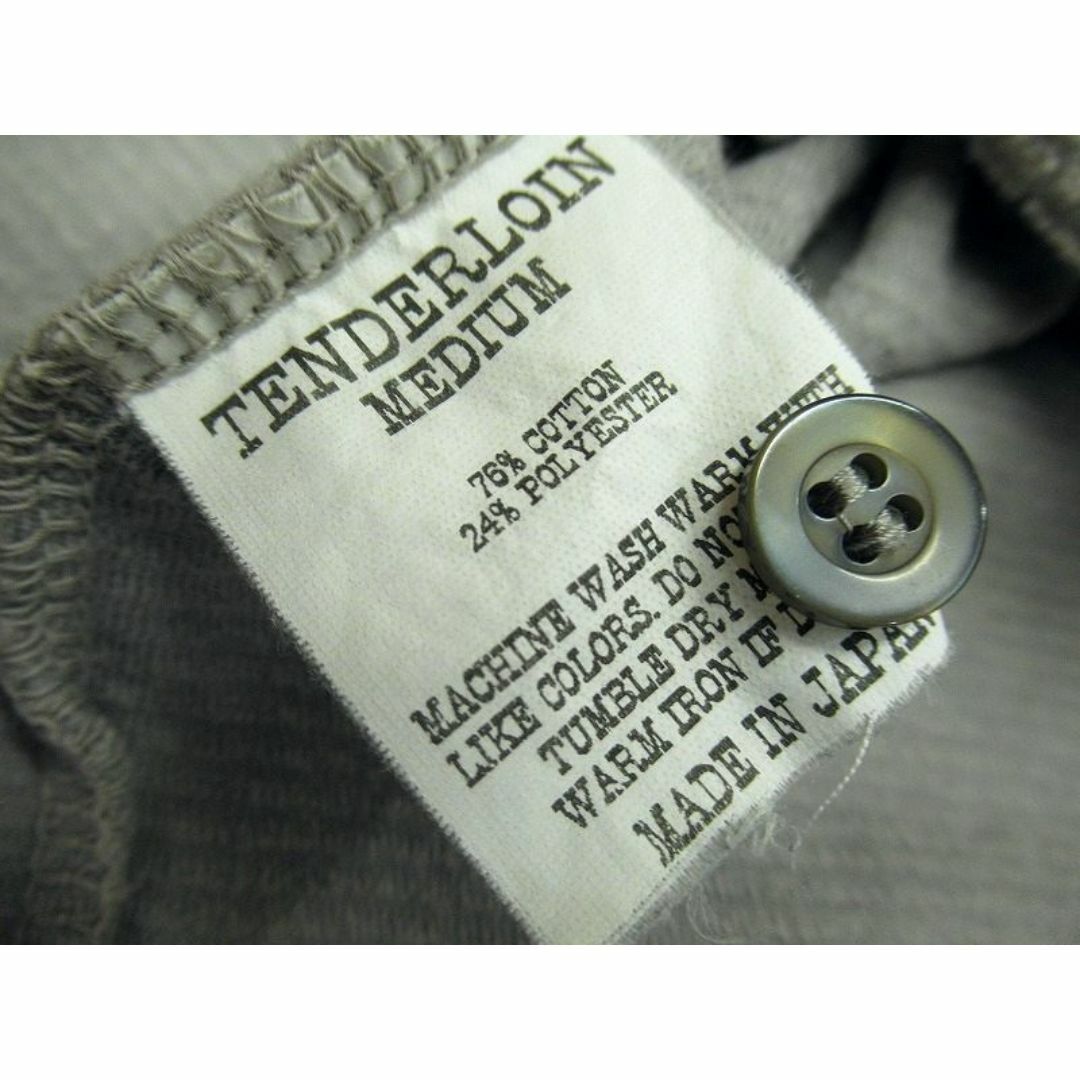 TENDERLOIN
MEDIUM
76% COTTON
24% POLYESTER
MACHINE WASH WARM WITH
LIKE COLORS. DO
TUMBLE DRY
WARM IRON IF
MADE IN JAPAN